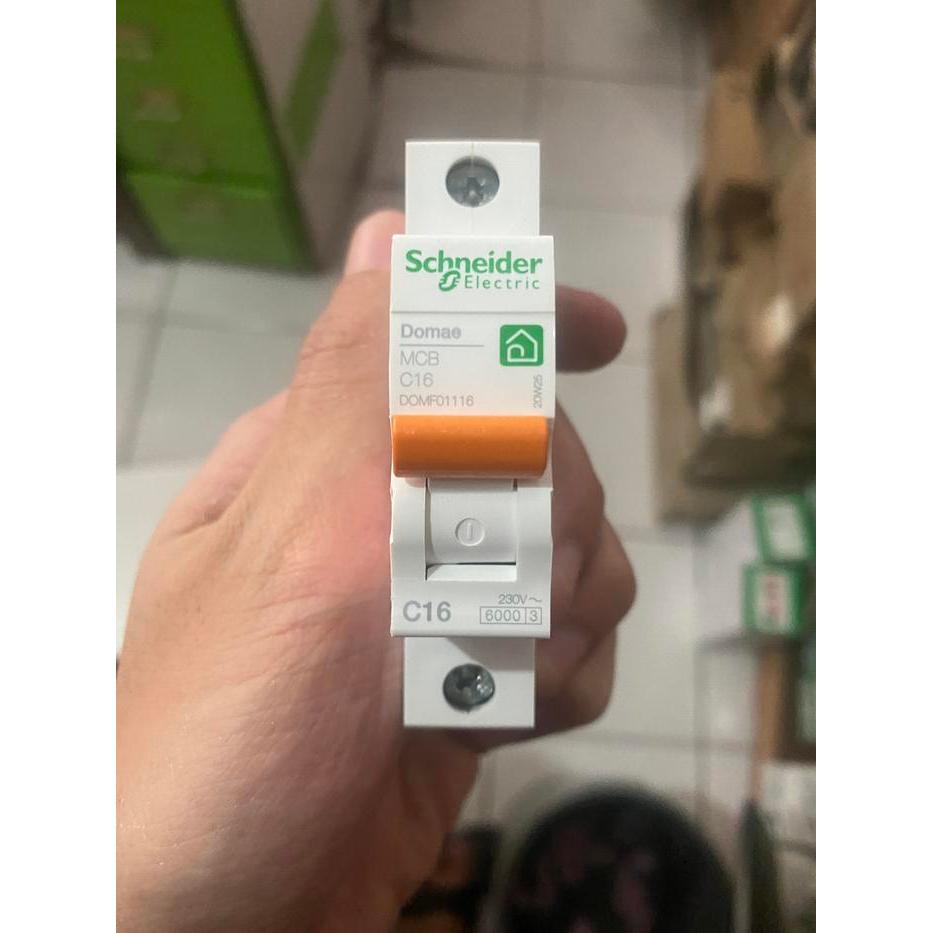 Schneider
Electric
Domae
MCB
C16
DOMF01116
20W25
C16
230V~
6000 3